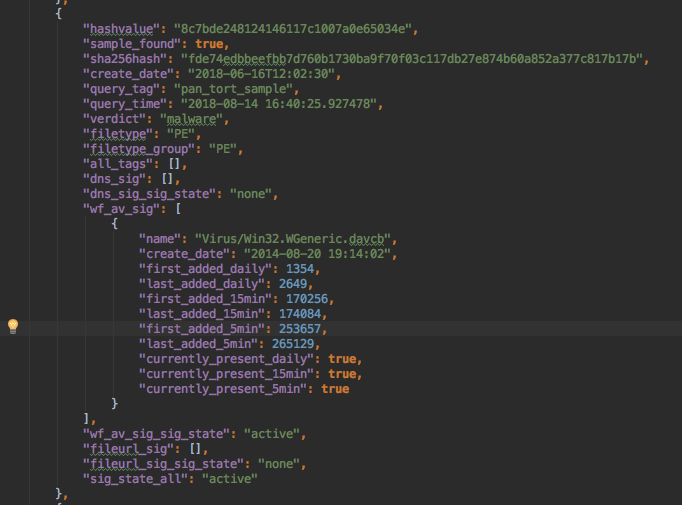 },
{
"hashvalue": "8c7bde248124146117c1007a0e65034e",
"sample_found": true,
"sha256hash": "fde74edbbeefbb7d760b1730ba9f70f03c117db27e874b60a852a377c817b17b",
"create_date": "2018-06-16T12:02:30",
"query_tag": "pan_tort_sample",
"query_time": "2018-08-14 16:40:25.927478",
"verdict": "malware",
"filetype": "PE",
"filetype_group": "PE",
"all_tags": [],
"dns_sig": [],
"dns_sig_sig_state": "none",
"wf_av_sig": [
{
"name": "Virus/Win32.WGeneric.davcb",
"create_date": "2014-08-20 19:14:02",
"first_added_daily": 1354,
"last_added_daily": 2649,
"first_added_15min": 170256,
"last_added_15min": 174084,
"first_added_5min": 253657,
"last_added_5min": 265129,
"currently_present_daily": true,
"currently_present_15min": true,
"currently_present_5min": true
}
],
"wf_av_sig_sig_state": "active",
"fileurl_sig": [],
"fileurl_sig_sig_state": "none",
"sig_state_all": "active"
},